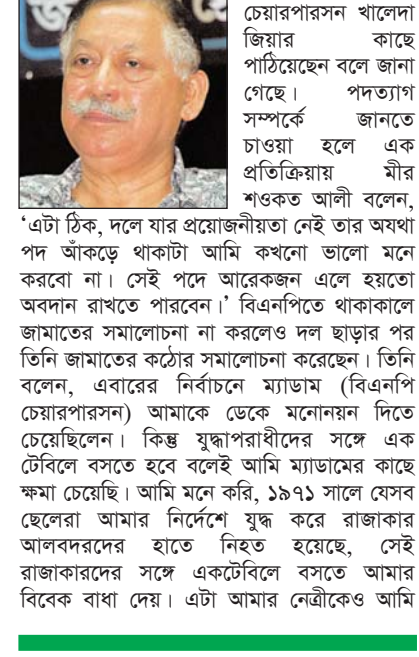 চেয়ারপারসন খালেদা
জিয়ার কাছে
পাঠিয়েছেন বলে জানা
গেছে। পদত্যাগ
সম্পর্কে জানতে
চাওয়া হলে এক
প্রতিক্রিয়ায় মীর
শওকত আলী বলেন,
‘এটা ঠিক, দলে যার প্রয়োজনীয়তা নেই তার অযথা
পদ আঁকড়ে থাকাটা আমি কখনো ভালো মনে
করবো না। সেই পদে আরেকজন এলে হয়তো
অবদান রাখতে পারবেন।’ বিএনপিতে থাকাকালে
জামাতের সমালোচনা না করলেও দল ছাড়ার পর
তিনি জামাতের কঠোর সমালোচনা করেছেন। তিনি
বলেন, এবারের নির্বাচনে ম্যাডাম (বিএনপি
চেয়ারপারসন) আমাকে ডেকে মনোনয়ন দিতে
চেয়েছিলেন। কিন্তু যুদ্ধাপরাধীদের সঙ্গে এক
টেবিলে বসতে হবে বলেই আমি ম্যাডামের কাছে
ক্ষমা চেয়েছি। আমি মনে করি, ১৯৭১ সালে যেসব
ছেলেরা আমার নির্দেশে যুদ্ধ করে রাজাকার
আলবদরদের হাতে নিহত হয়েছে, সেই
রাজাকারদের সঙ্গে একটেবিলে বসতে আমার
বিবেক বাধা দেয়। এটা আমার নেত্রীকেও আমি